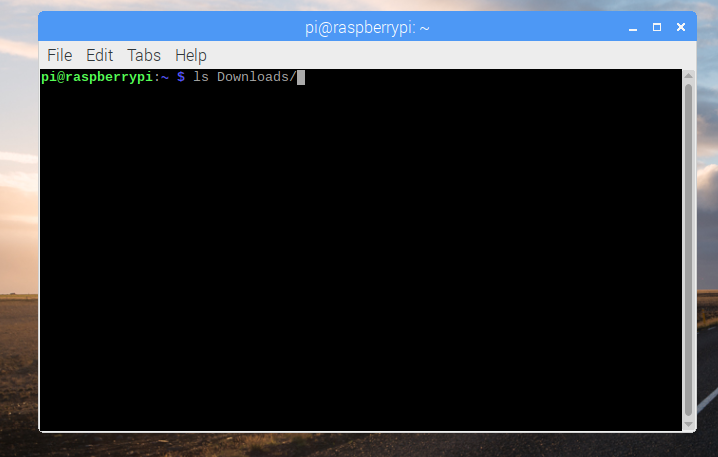 pi@raspberrypi: ~
File Edit Tabs Help
pi@raspberrypi:~ $ ls Downloads/